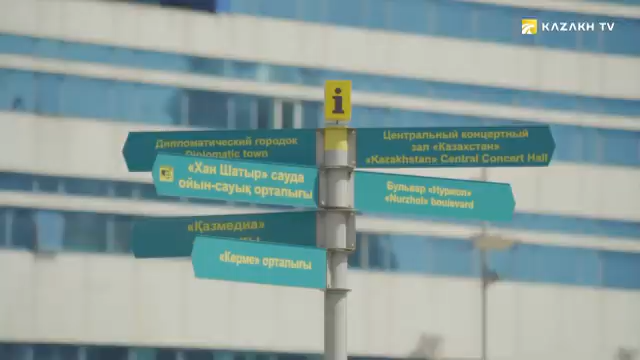 KAZAKH TV
i
Дипломатический городок
Diplomatic town
Центральный концертный
зал «Казахстан»
«Kazakhstan» Central Concert Hall
«Хан Шатыр» сауда
ойын-сауық орталығы
Бульвар «Нуржол»
«Nurzhol» boulevard
«Қазмедиа»
«Көрме» орталығы